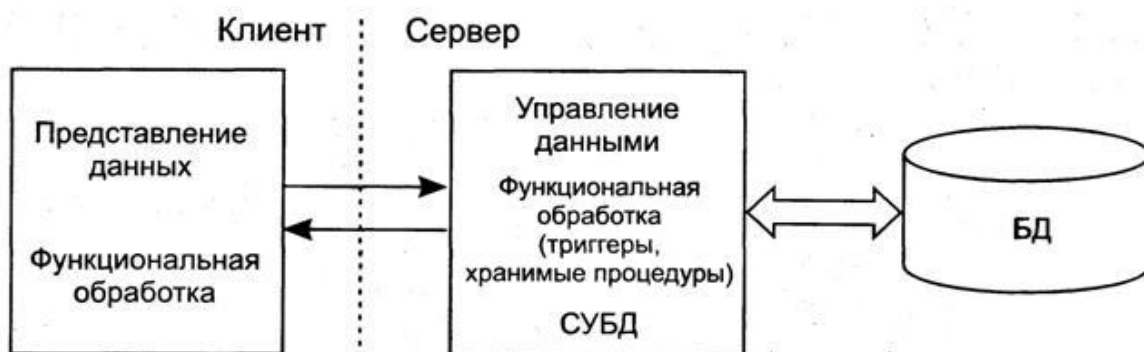 Клиент
Сервер
Представление
данных
Функциональная
обработка
Управление
данными
Функциональная
обработка
(триггеры,
хранимые процедуры)
СУБД
БД